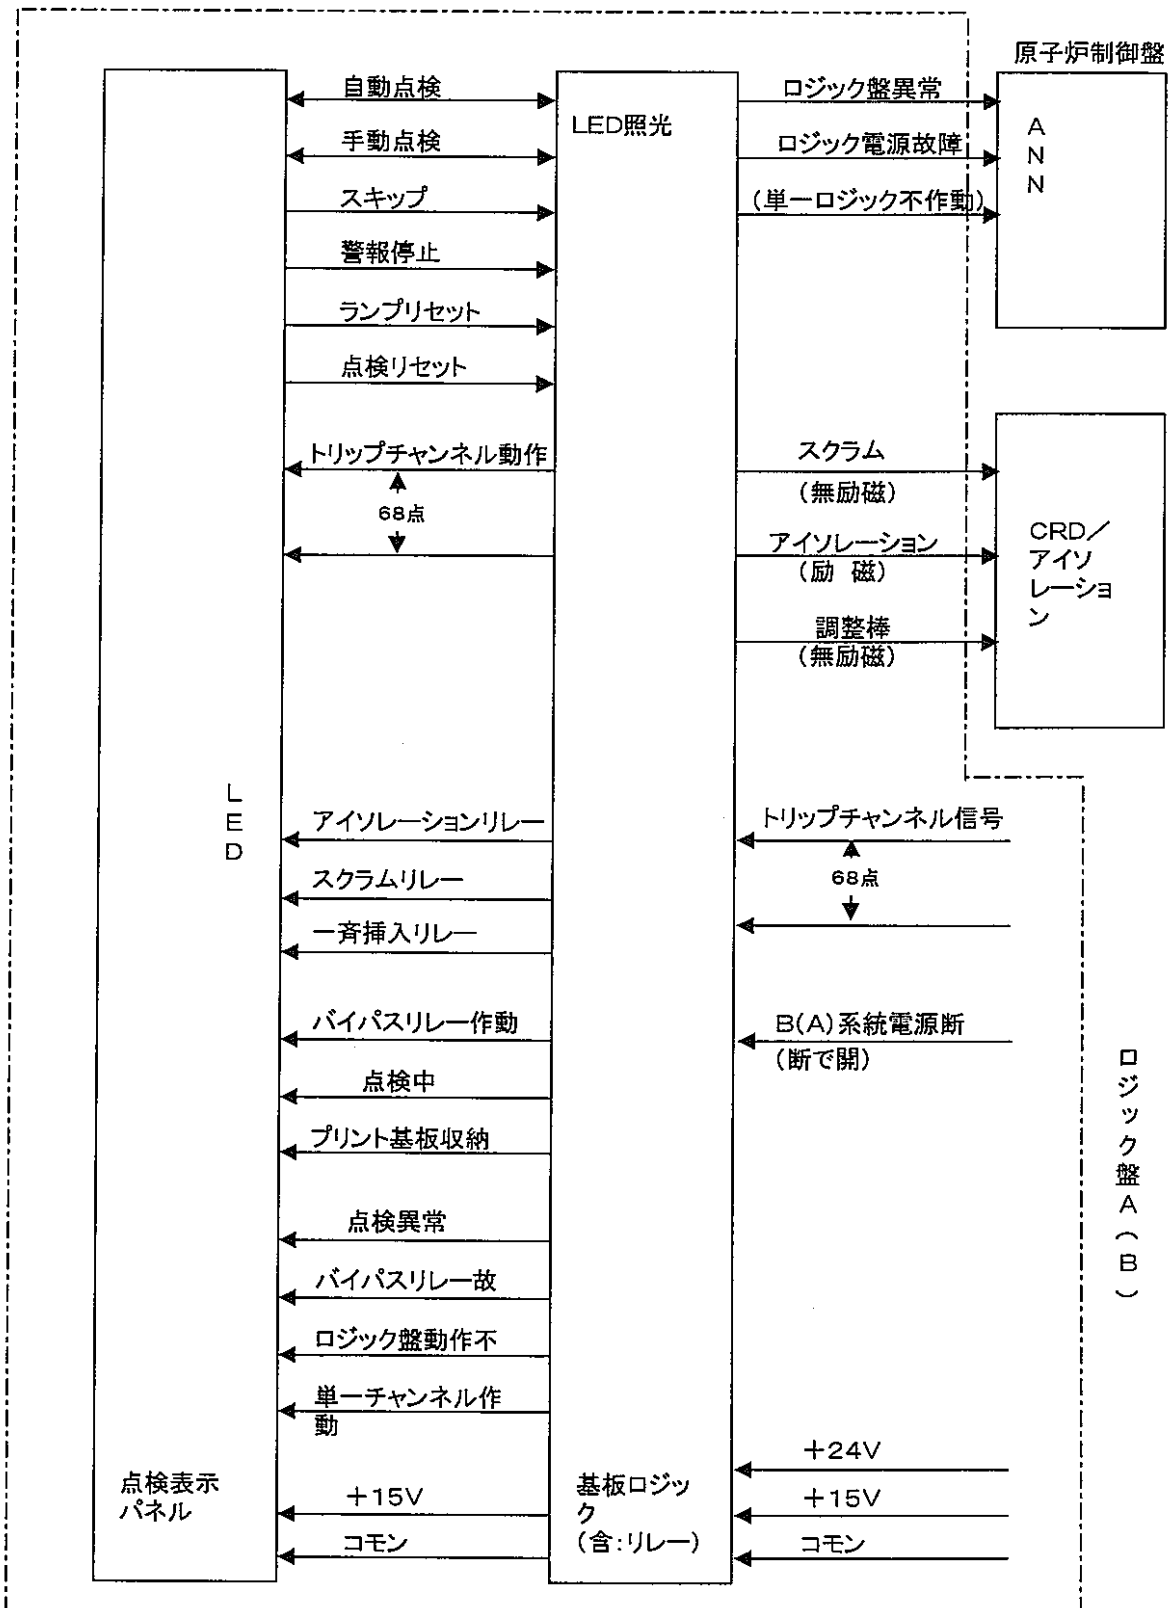 原子炉制御盤
自動点検
手動点検
スキップ
警報停止
ランプリセット
点検リセット
トリップチャンネル動作
68点
LED
アイソレーションリレー
スクラムリレー
一斉挿入リレー
バイパスリレー作動
点検中
プリント基板収納
点検異常
バイパスリレー故
ロジック盤動作不
単一チャンネル作
動
+15V
コモン
点検表示
パネル
LED照光
基板ロジッ
ク
(含:リレー)
ロジック盤異常
ロジック電源故障
(単一ロジック不作動)
ANN
スクラム
(無励磁)
アイソレーション
(励 磁)
調整棒
(無励磁)
CRD/
アイソ
レーショ
ン
トリップチャンネル信号
68点
B(A)系統電源断
(断で開)
+24V
+15V
コモン
ロジック盤A(B)